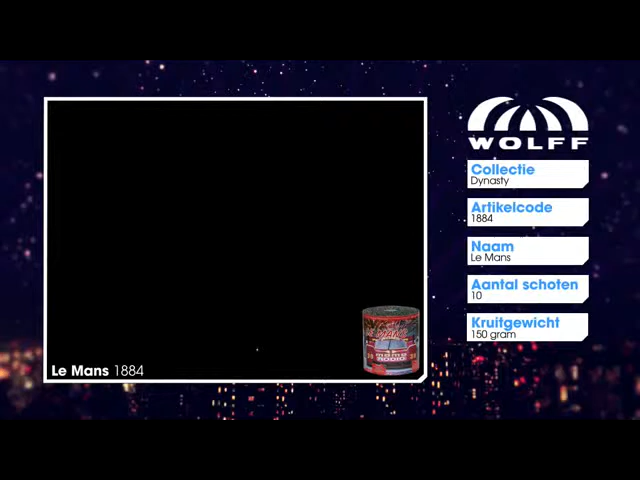 WOLFF
Collectie
Dynasty
Artikelcode
1884
Naam
Le Mans
Aantal schoten
10
Kruitgewicht
150 gram
Le Mans 1884